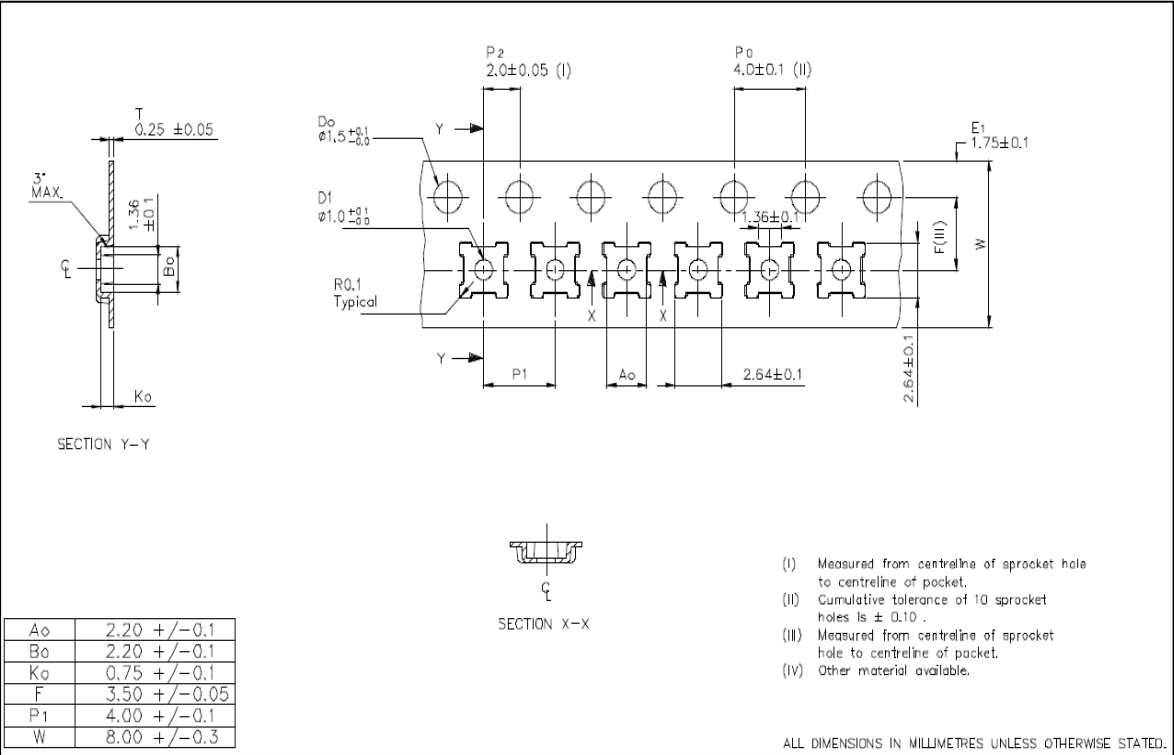 P2
2.0±0.05 (I)
Po
4.0±0.1 (II)
T
0.25 ±0.05
Do
ø1.5 +0.1 -0.0
Y
E1
1.75±0.1
3°
MAX.
1.36
±0.1
D1
ø1.0 +0.1 -0.0
1.36±0.1
F(III)
W
℄
Bo
R0.1
Typical
X
X
Y
P1
Ao
2.64±0.1
2.64±0.1
Ko
SECTION Y-Y
℄
SECTION X-X
(I) Measured from centreline of sprocket hole
to centreline of pocket.
(II) Cumulative tolerance of 10 sprocket
holes is ± 0.10 .
(III) Measured from centreline of sprocket
hole to centreline of pocket.
(IV) Other material available.
Ao 2.20 +/-0.1
Bo 2.20 +/-0.1
Ko 0.75 +/-0.1
F 3.50 +/-0.05
P1 4.00 +/-0.1
W 8.00 +/-0.3
ALL DIMENSIONS IN MILLIMETRES UNLESS OTHERWISE STATED.